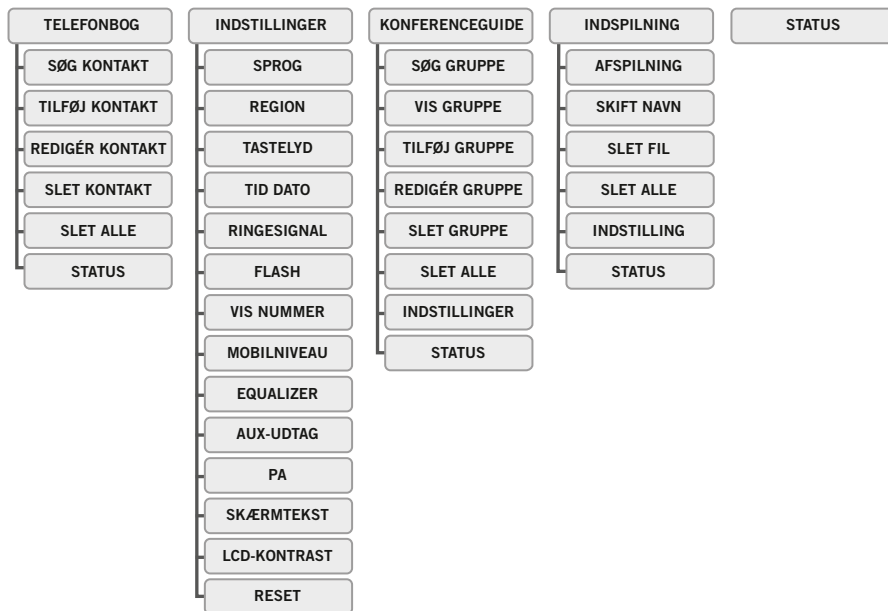 TELEFONBOG
SØG KONTAKT
TILFØJ KONTAKT
REDIGÉR KONTAKT
SLET KONTAKT
SLET ALLE
STATUS
INDSTILLINGER
SPROG
REGION
TASTELYD
TID DATO
RINGESIGNAL
FLASH
VIS NUMMER
MOBILNIVEAU
EQUALIZER
AUX-UDTAG
PA
SKÆRMTEKST
LCD-KONTRAST
RESET
KONFERENCEGUIDE
SØG GRUPPE
VIS GRUPPE
TILFØJ GRUPPE
REDIGÉR GRUPPE
SLET GRUPPE
SLET ALLE
INDSTILLINGER
STATUS
INDSPILNING
AFSPILNING
SKIFT NAVN
SLET FIL
SLET ALLE
INDSTILLING
STATUS
STATUS